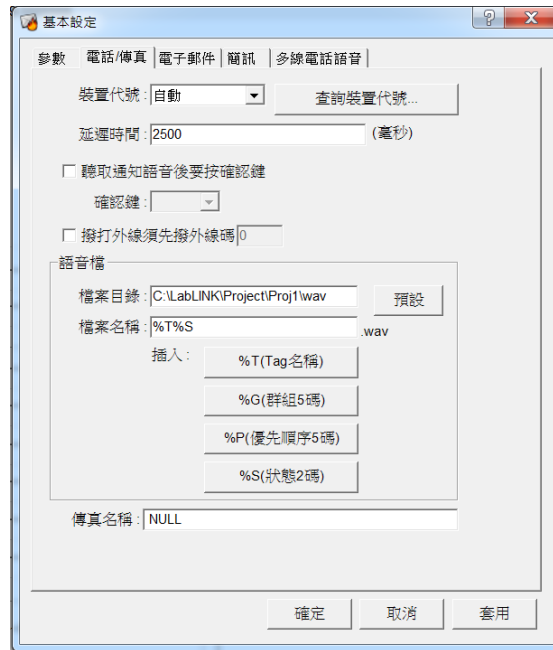 基本設定
參數 電話/傳真 電子郵件 簡訊 多線電話語音
裝置代號 : 自動 查詢裝置代號...
延遲時間 : 2500 (毫秒)
聽取通知語音後要按確認鍵
確認鍵 :
撥打外線須先撥外線碼 0
語音檔
檔案目錄 : C:\LabLINK\Project\Proj1\wav 預設
檔案名稱 : %T%S .wav
插入 : %T(Tag名稱)
%G(群組5碼)
%P(優先順序5碼)
%S(狀態2碼)
傳真名稱 : NULL
確定 取消 套用